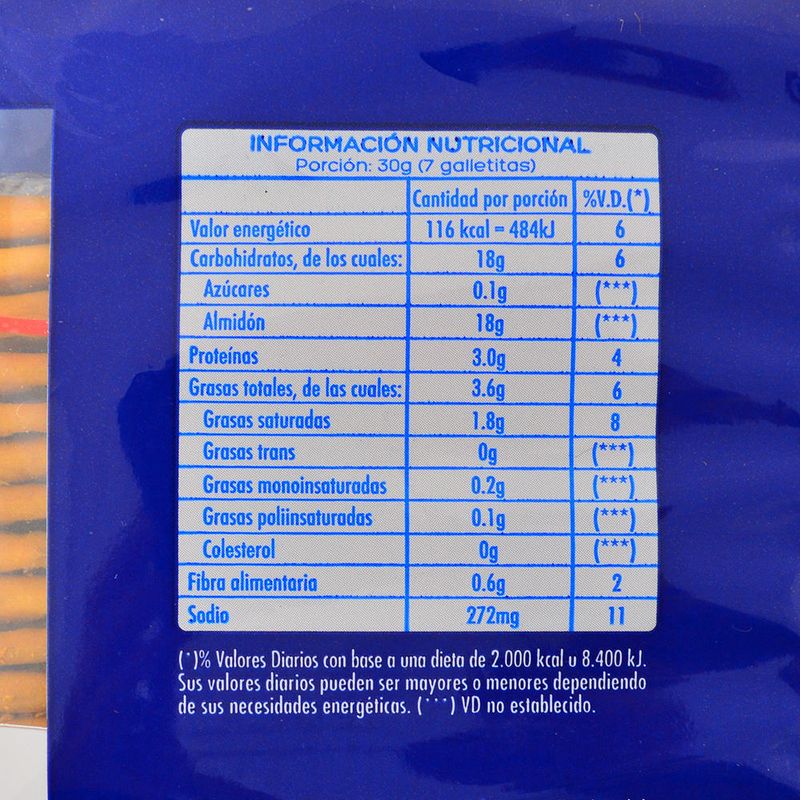 INFORMACIÓN NUTRICIONAL
Porción: 30g (7 galletitas)
Cantidad por porción %V.D.(*)
Valor energético 116 kcal = 484kJ 6
Carbohidratos, de los cuales: 18g 6
Azúcares 0.1g (***)
Almidón 18g (***)
Proteínas 3.0g 4
Grasas totales, de las cuales: 3.6g 6
Grasas saturadas 1.8g 8
Grasas trans 0g (***)
Grasas monoinsaturadas 0.2g (***)
Grasas poliinsaturadas 0.1g (***)
Colesterol 0g (***)
Fibra alimentaria 0.6g 2
Sodio 272mg 11
(*)% Valores Diarios con base a una dieta de 2.000 kcal u 8.400 kJ.
Sus valores diarios pueden ser mayores o menores dependiendo
de sus necesidades energéticas. (***) VD no establecido.